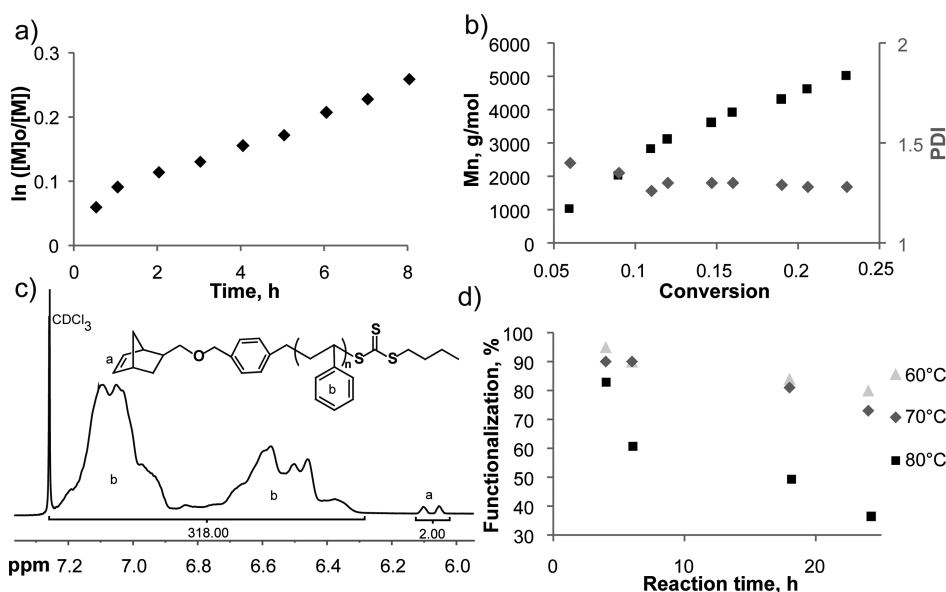 a)
0.3
0.2
0.1
0
ln ([M]o/[M])
0 2 4 6 8
Time, h
b)
6000
5000
4000
3000
2000
1000
0
Mn, g/mol
2
1.5
1
PDI
0.05 0.1 0.15 0.2 0.25
Conversion
c)
CDCl3
a
O
n
b
S
S
S
b
b
a
318.00
2.00
ppm 7.2 7.0 6.8 6.6 6.4 6.2 6.0
d)
100
90
80
70
60
50
40
30
Functionalization, %
60°C
70°C
80°C
0 10 20
Reaction time, h